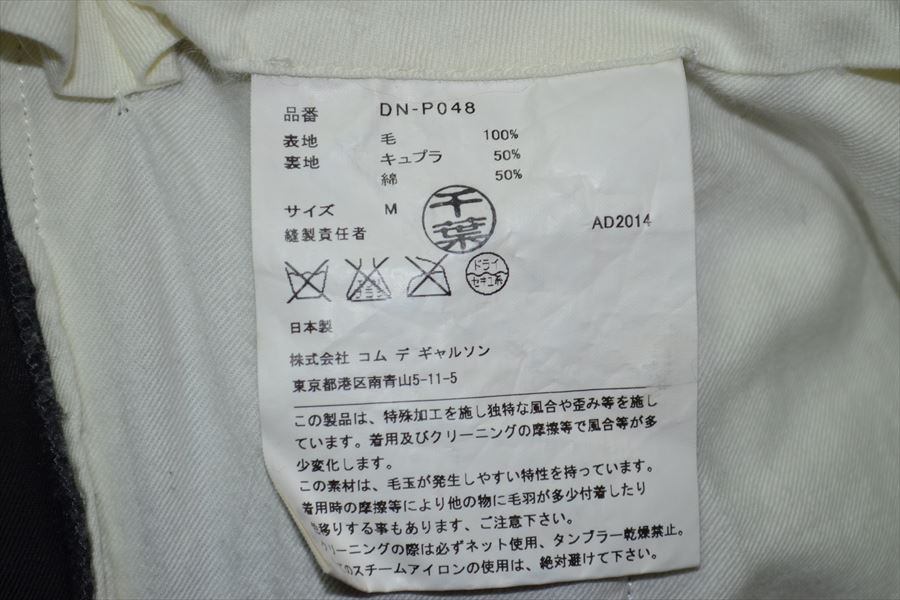 品番 DN-P048
表地 毛 100%
裏地 キュプラ 50%
綿 50%
サイズ M
縫製責任者 千葉 AD2014
ドライ
セキユ系
日本製
株式会社 コム デ ギャルソン
東京都港区南青山5-11-5
この製品は、特殊加工を施し独特な風合や歪み等を施し
ています。着用及びクリーニングの摩擦等で風合等が多
少変化します。
この素材は、毛玉が発生しやすい特性を持っています。
着用時の摩擦等により他の物に毛羽が多少付着したり
移りする事もあります、ご注意下さい。
クリーニングの際は必ずネット使用、タンブラー乾燥禁止。
のスチームアイロンの使用は、絶対避けて下さい。